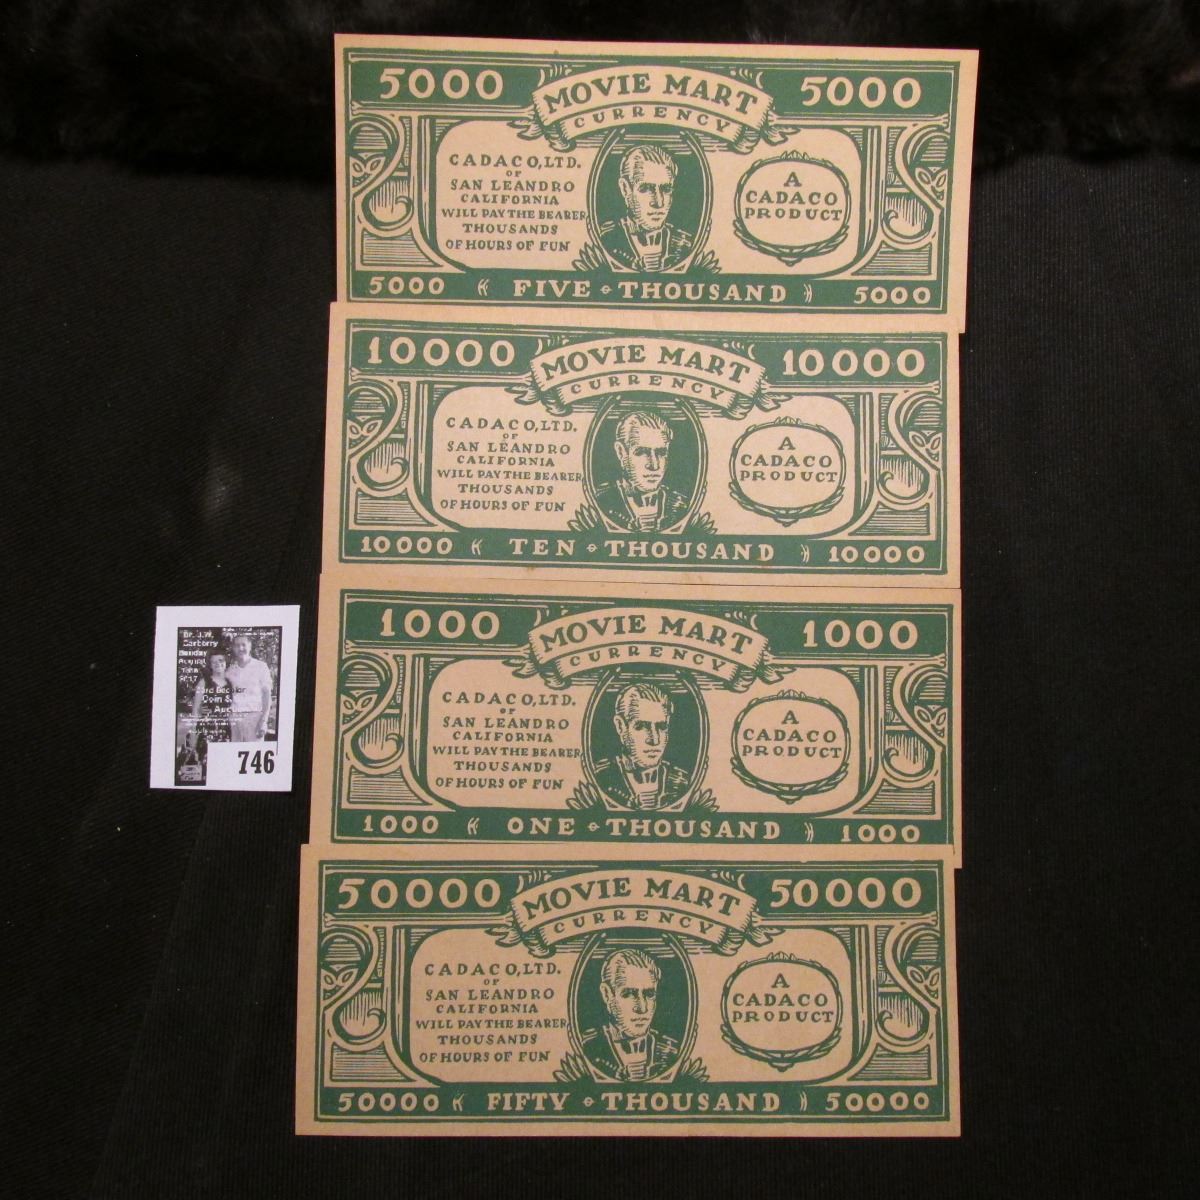 5000 MOVIE MART 5000
CURRENCY
CADACO, LTD.
OF
SAN LEANDRO
CALIFORNIA
WILL PAY THE BEARER
THOUSANDS
OF HOURS OF FUN
A
CADACO
PRODUCT
5000 FIVE THOUSAND 5000
10000 MOVIE MART 10000
CURRENCY
CADACO, LTD.
OF
SAN LEANDRO
CALIFORNIA
WILL PAY THE BEARER
THOUSANDS
OF HOURS OF FUN
A
CADACO
PRODUCT
10000 TEN THOUSAND 10000
1000 MOVIE MART 1000
CURRENCY
CADACO, LTD.
OF
SAN LEANDRO
CALIFORNIA
WILL PAY THE BEARER
THOUSANDS
OF HOURS OF FUN
A
CADACO
PRODUCT
1000 ONE THOUSAND 1000
50000 MOVIE MART 50000
CURRENCY
CADACO, LTD.
OF
SAN LEANDRO
CALIFORNIA
WILL PAY THE BEARER
THOUSANDS
OF HOURS OF FUN
A
CADACO
PRODUCT
50000 FIFTY THOUSAND 50000
Dr. J.W.
2017
Coin
746